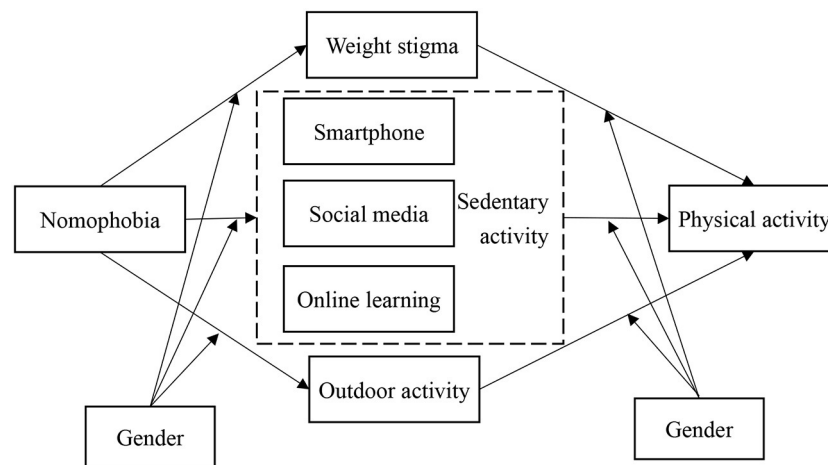 Weight stigma
Smartphone
Nomophobia
Social media
Sedentary
activity
Physical activity
Online learning
Outdoor activity
Gender
Gender